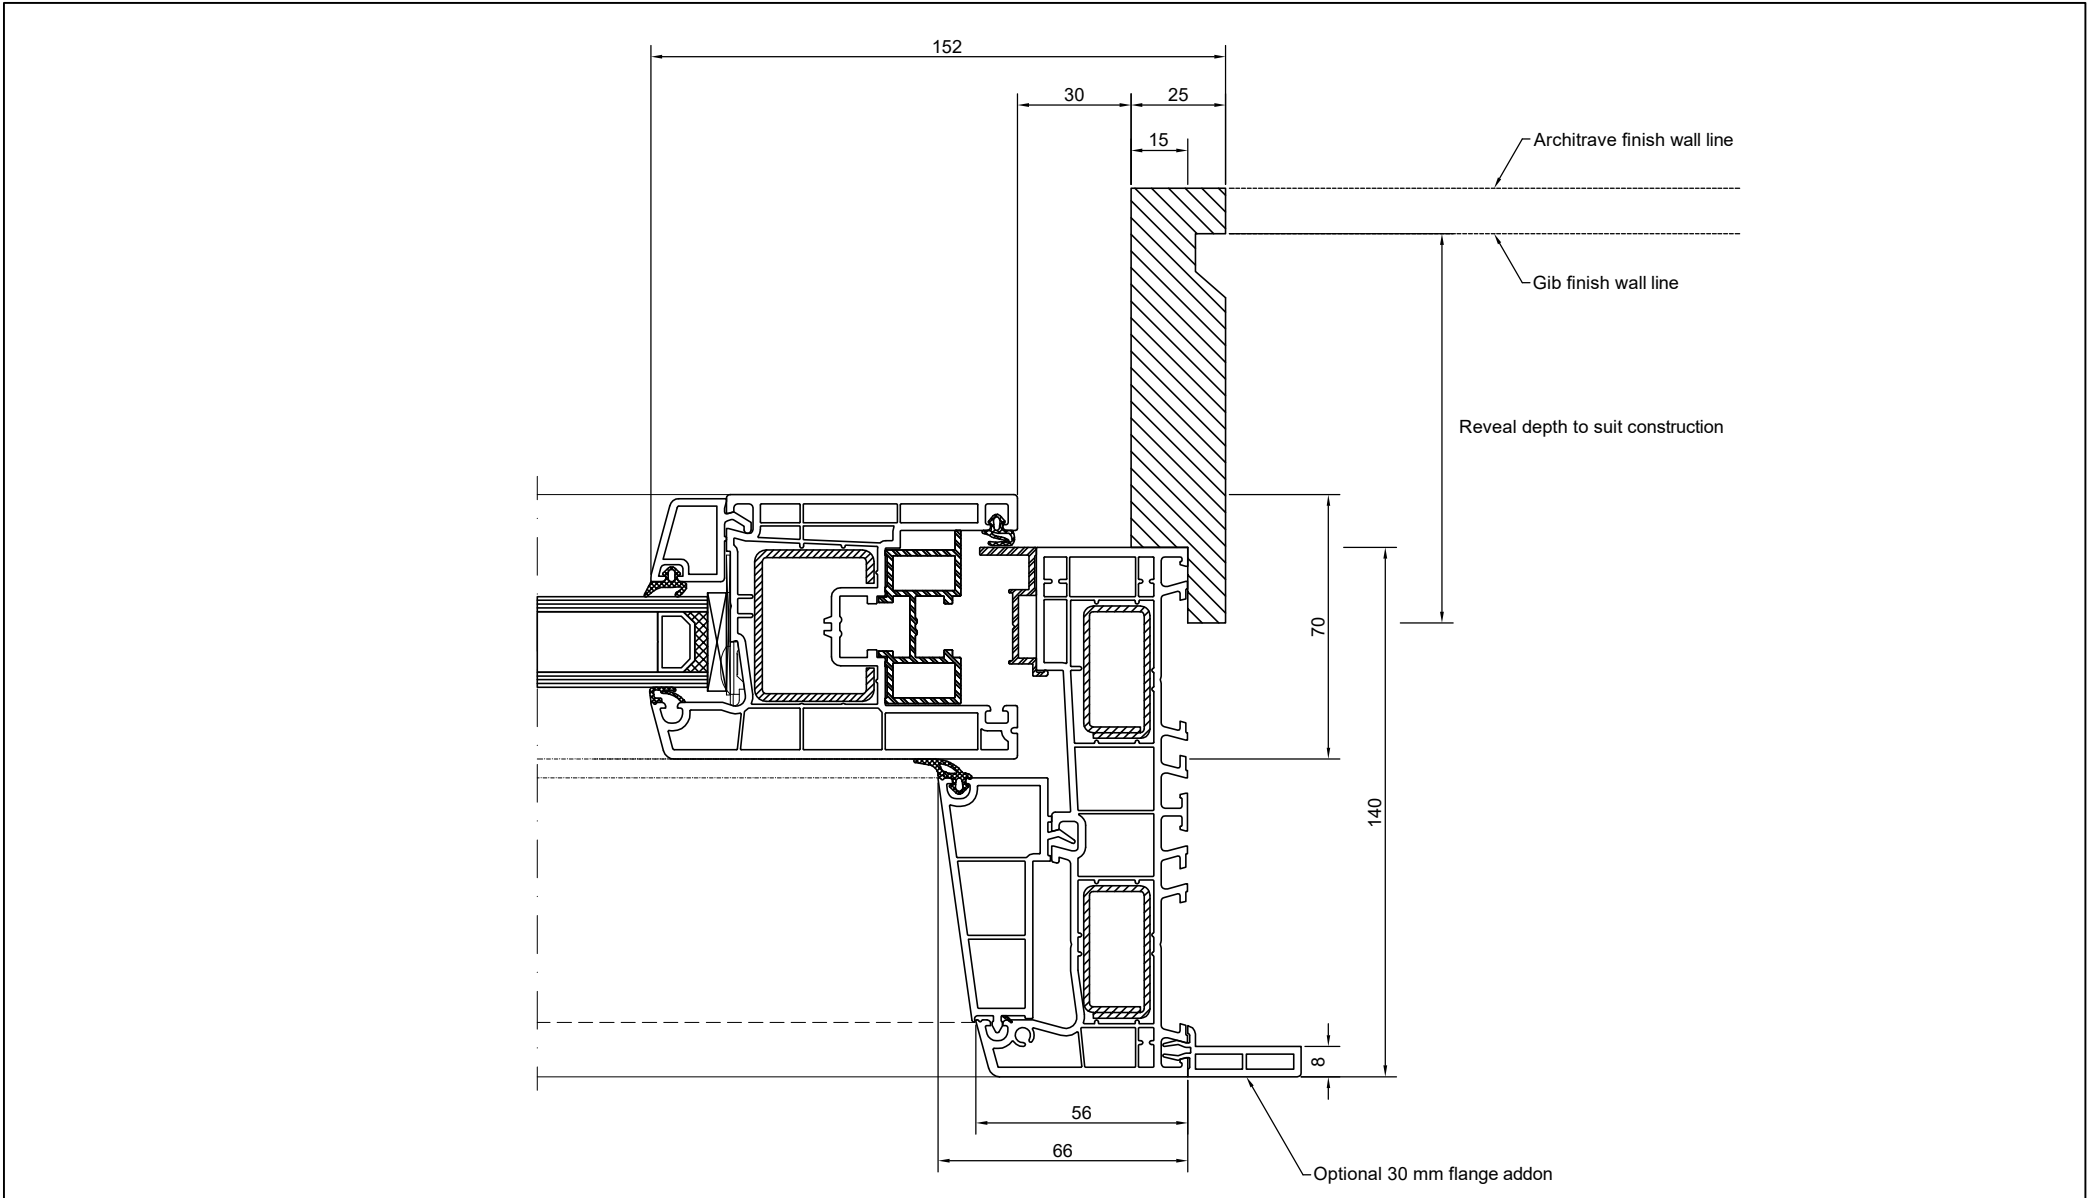 152
30
25
15
Architrave finish wall line
Gib finish wall line
Reveal depth to suit construction
70
140
8
56
66
Optional 30 mm flange addon